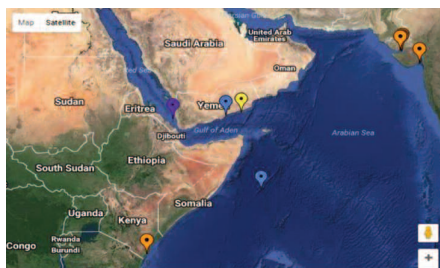 Map Satellite
United Arab
Emirates
Saudi Arabia
Oman
Sudan
Eritrea
Yeme
Djibouti
Gulf of Aden
Arabian Sea
Ethiopia
South Sudan
Somalia
Uganda
Kenya
Congo
Rwanda
Burundi
+